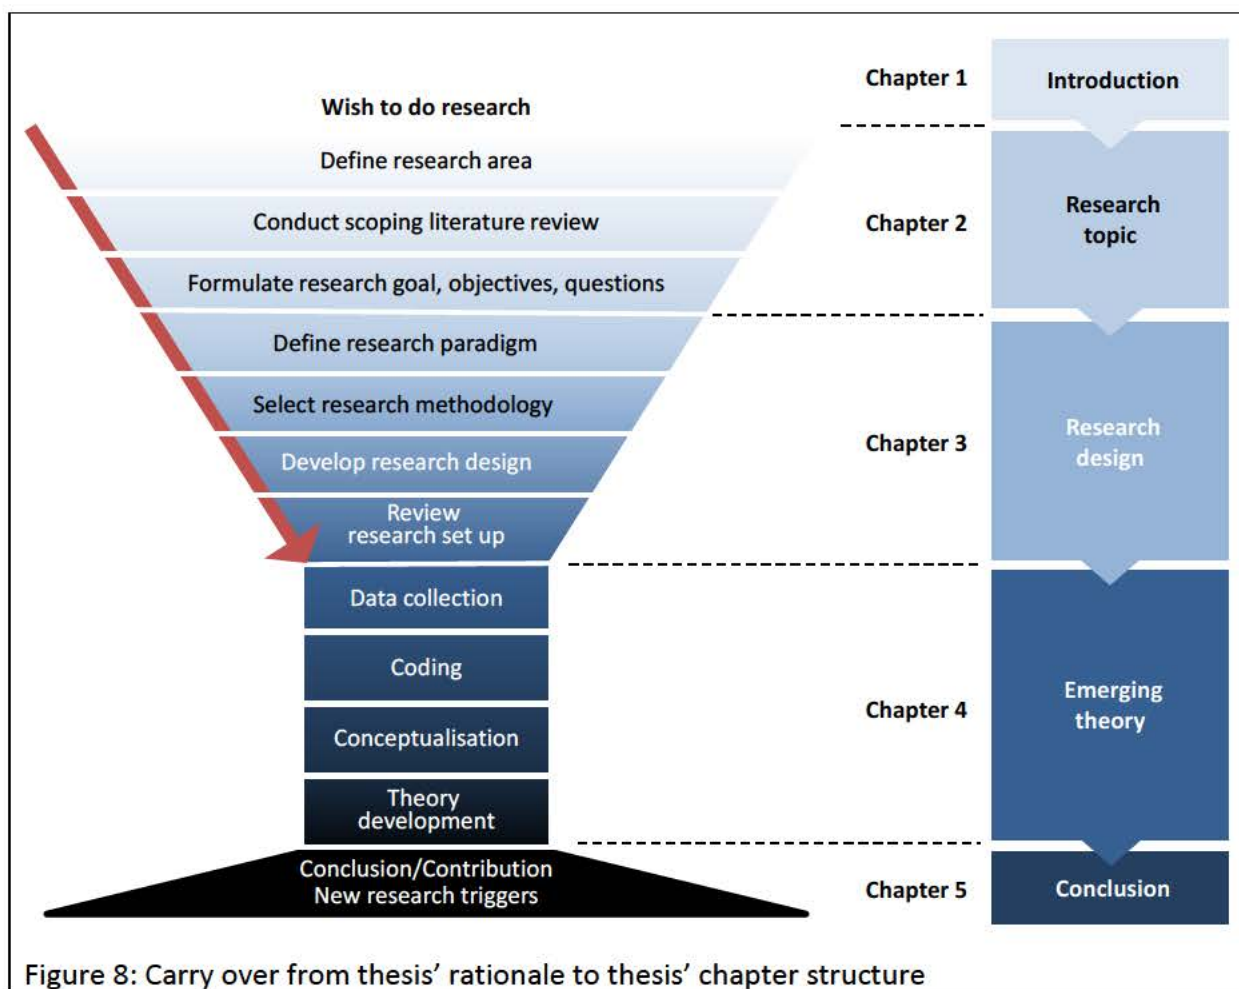 Wish to do research
Define research area
Conduct scoping literature review
Formulate research goal, objectives, questions
Define research paradigm
Select research methodology
Develop research design
Review
research set up
Data collection
Coding
Conceptualisation
Theory
development
Conclusion/Contribution
New research triggers
Chapter 1
Introduction
Chapter 2
Research
topic
Chapter 3
Research
design
Chapter 4
Emerging
theory
Chapter 5
Conclusion
Figure 8: Carry over from thesis’ rationale to thesis’ chapter structure